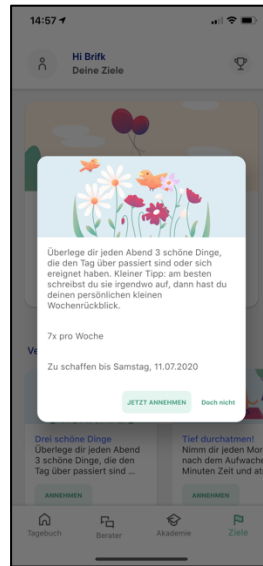 14:57
Hi Brifk
Deine Ziele
Überlege dir jeden Abend 3 schöne Dinge,
die den Tag über passiert sind oder sich
ereignet haben. Kleiner Tipp: am besten
schreibst du sie irgendwo auf, dann hast du
deinen persönlichen kleinen
Wochenrückblick.
7x pro Woche
Zu schaffen bis Samstag, 11.07.2020
JETZT ANNEHMEN Doch nicht
Ve
Drei schöne Dinge
Überlege dir jeden Abend
3 schöne Dinge, die den
Tag über passiert sind ...
ANNEHMEN
Tief durchatmen!
Nimm dir jeden Mor
nach dem Aufwache
Minuten Zeit und at
ANNEHMEN
Tagebuch Berater Akademie Ziele